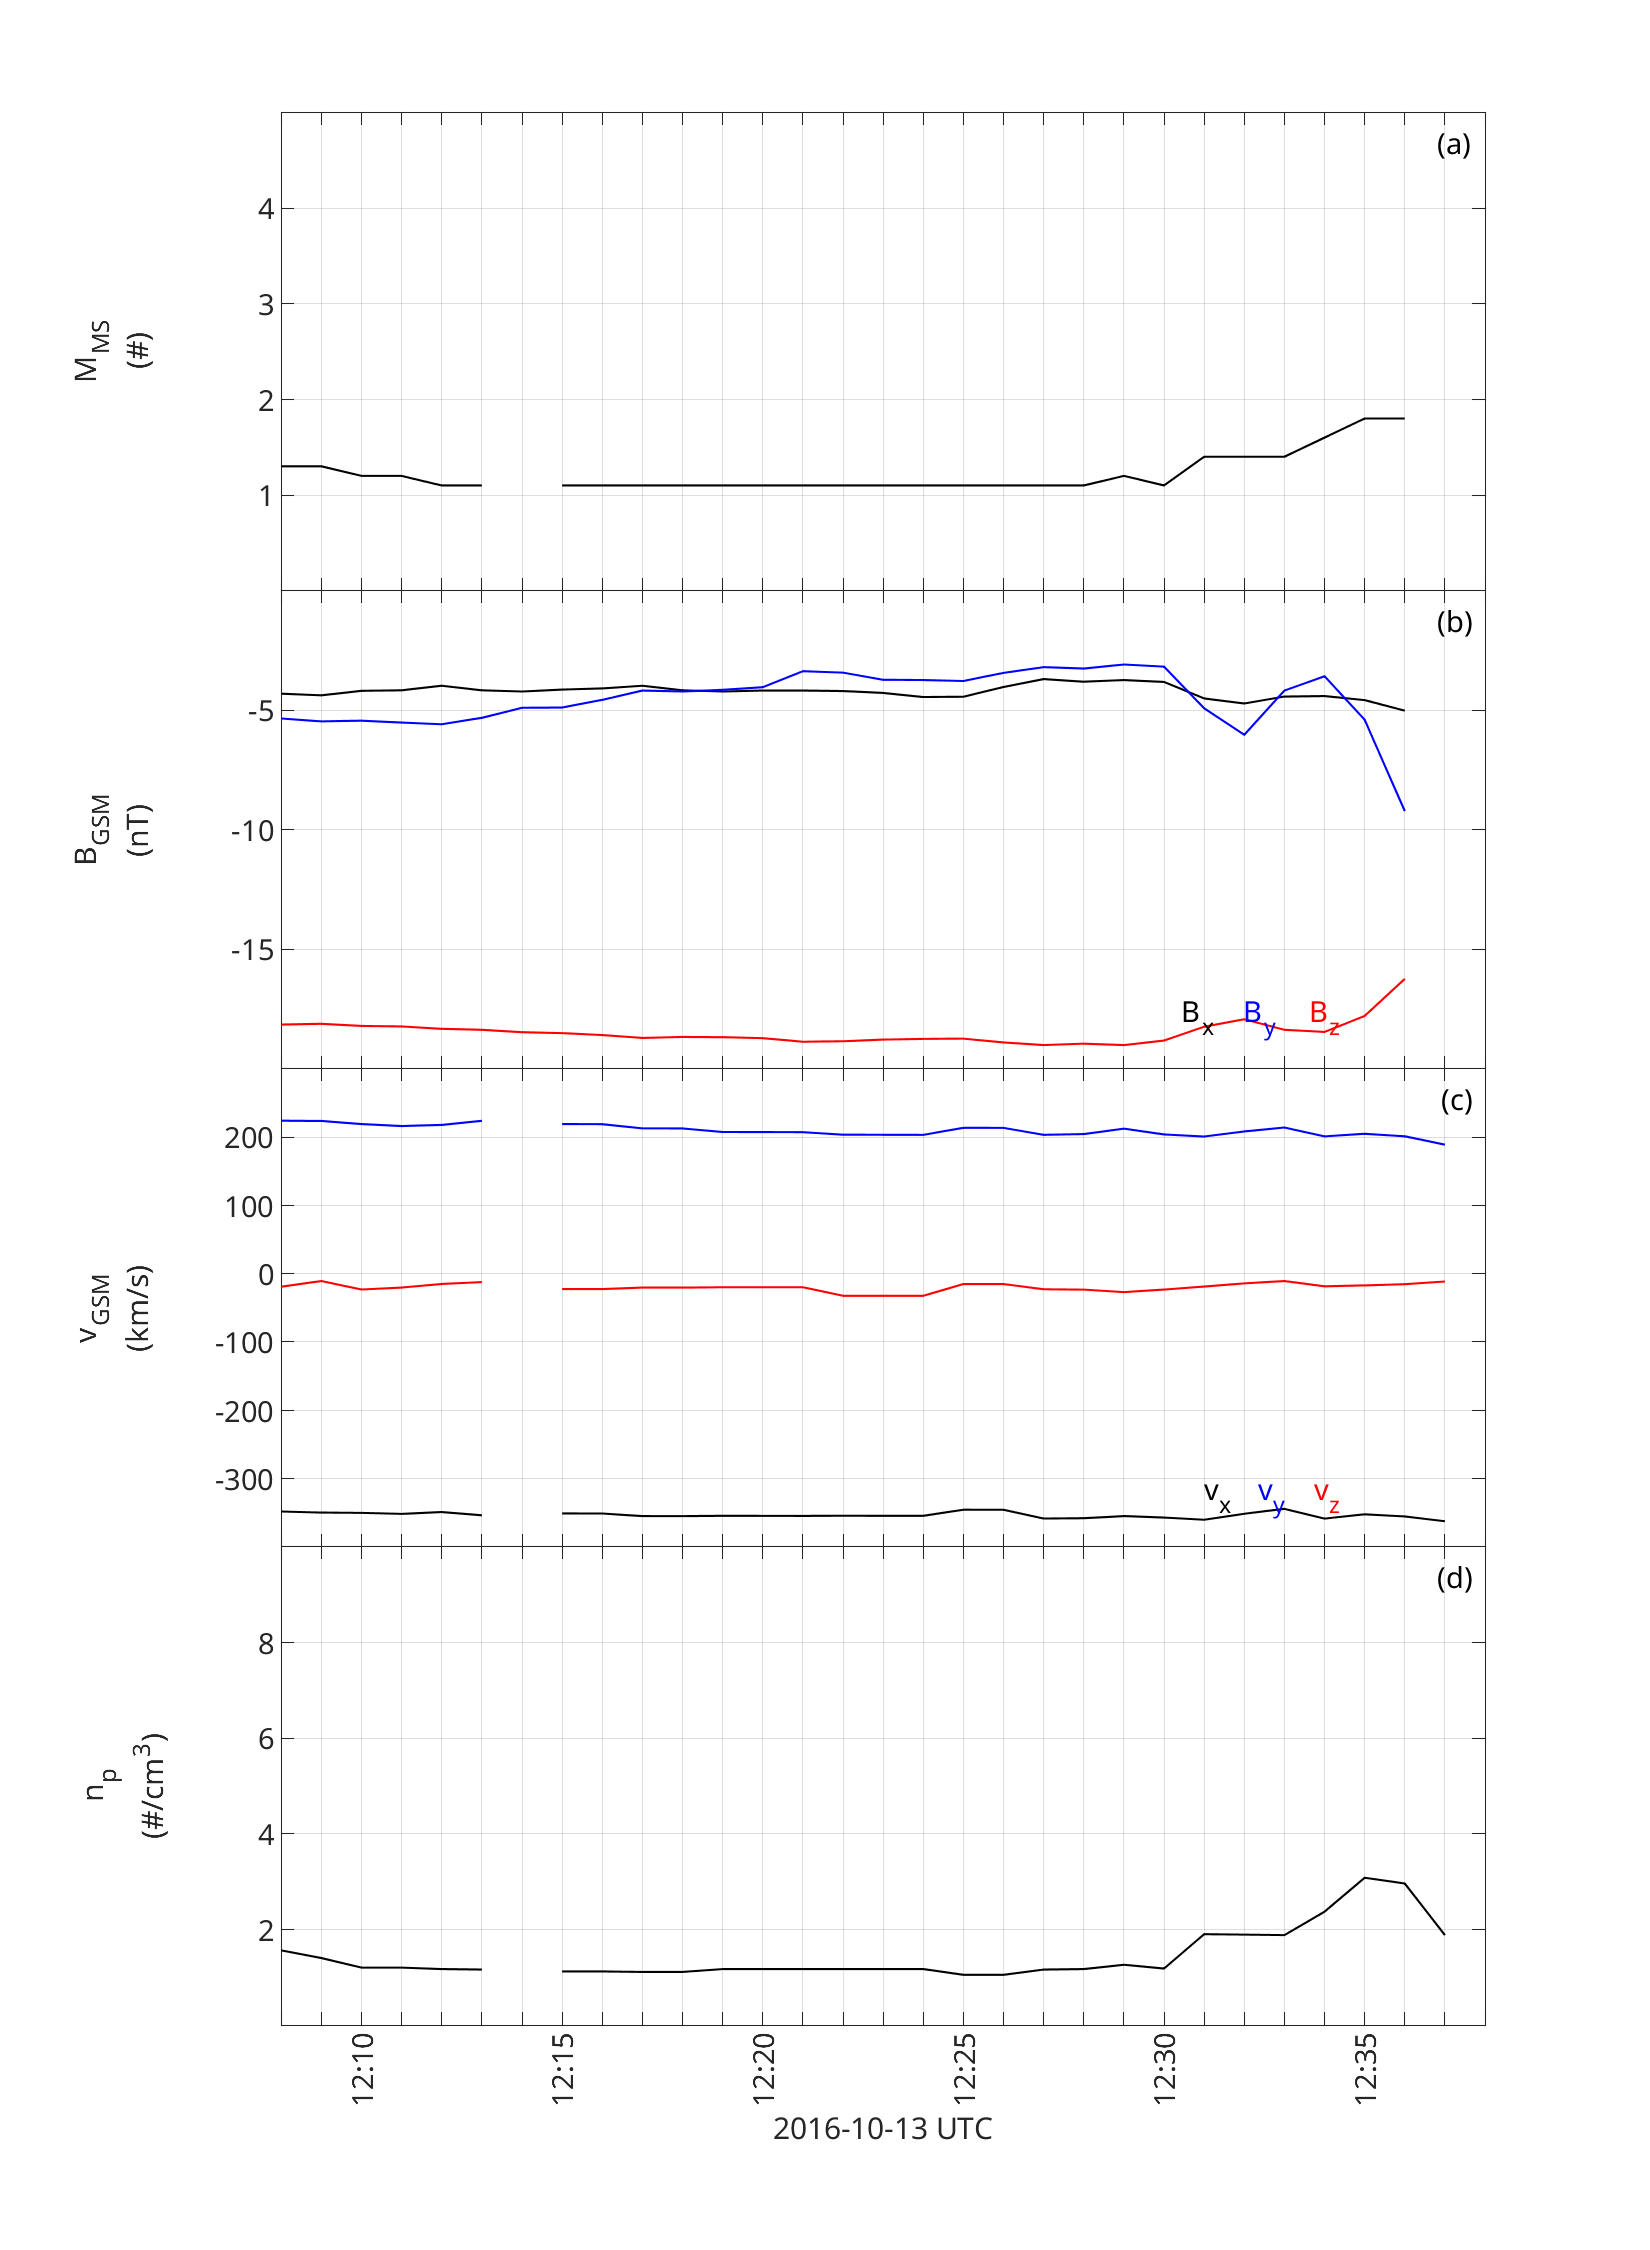 (a)
4
3
2
1
M_MS
(#)
(b)
-5
-10
-15
B_GSM
(nT)
B_x B_y B_z
(c)
200
100
0
-100
-200
-300
v_GSM
(km/s)
v_x v_y v_z
(d)
8
6
4
2
n_p
(#/cm^3)
12:10 12:15 12:20 12:25 12:30 12:35
2016-10-13 UTC